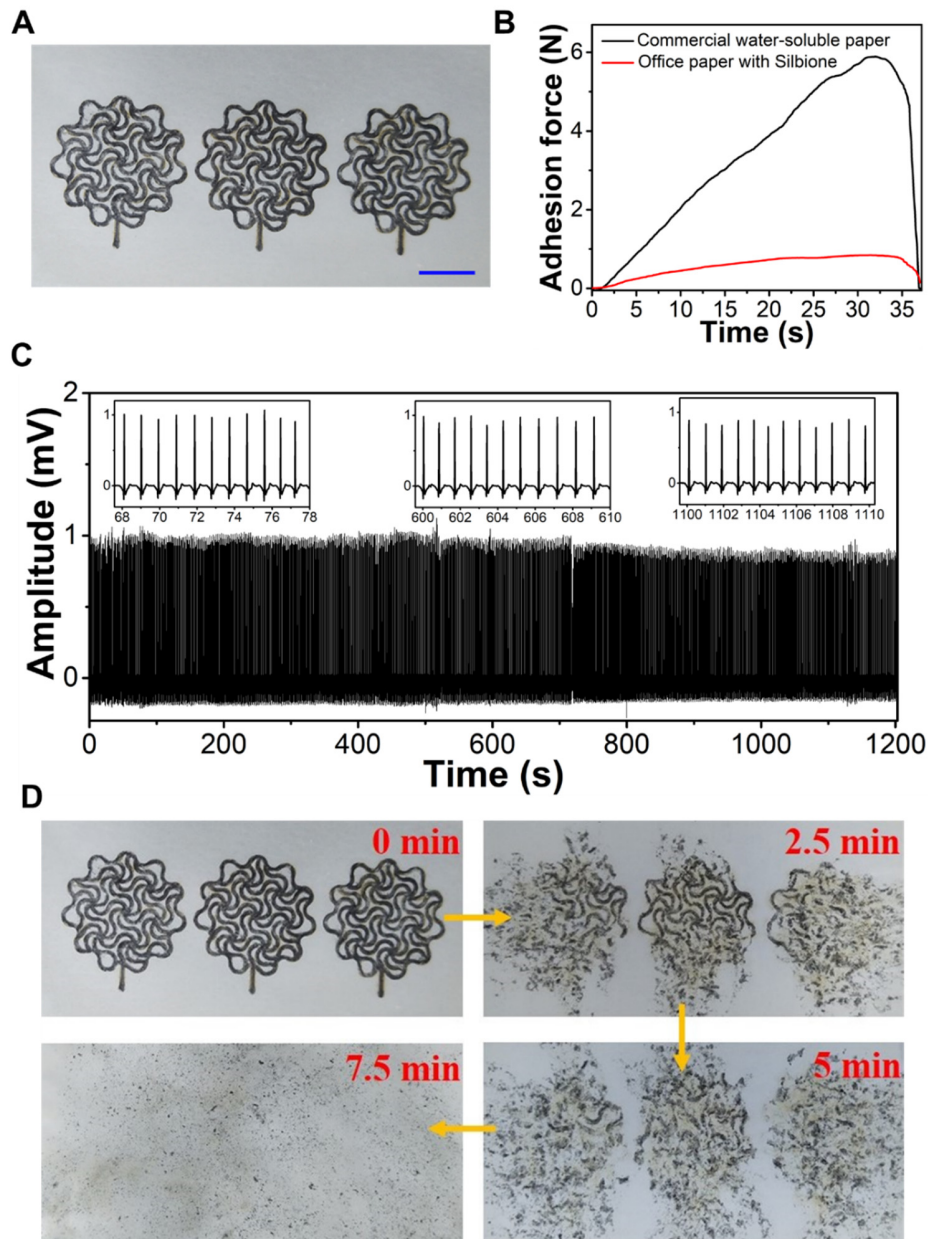 A
B
Commercial water-soluble paper
Office paper with Silbione
Adhesion force (N)
6
4
2
0
0 5 10 15 20 25 30 35
Time (s)
C
Amplitude (mV)
2
1
0
1
0
68 70 72 74 76 78
1
0
600 602 604 606 608 610
1
0
1100 1102 1104 1106 1108 1110
0 200 400 600 800 1000 1200
Time (s)
D
0 min
2.5 min
7.5 min
5 min